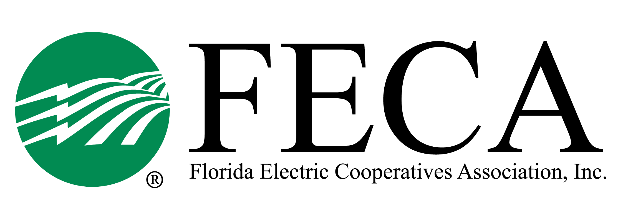 FECA
Florida Electric Cooperatives Association, Inc.
®